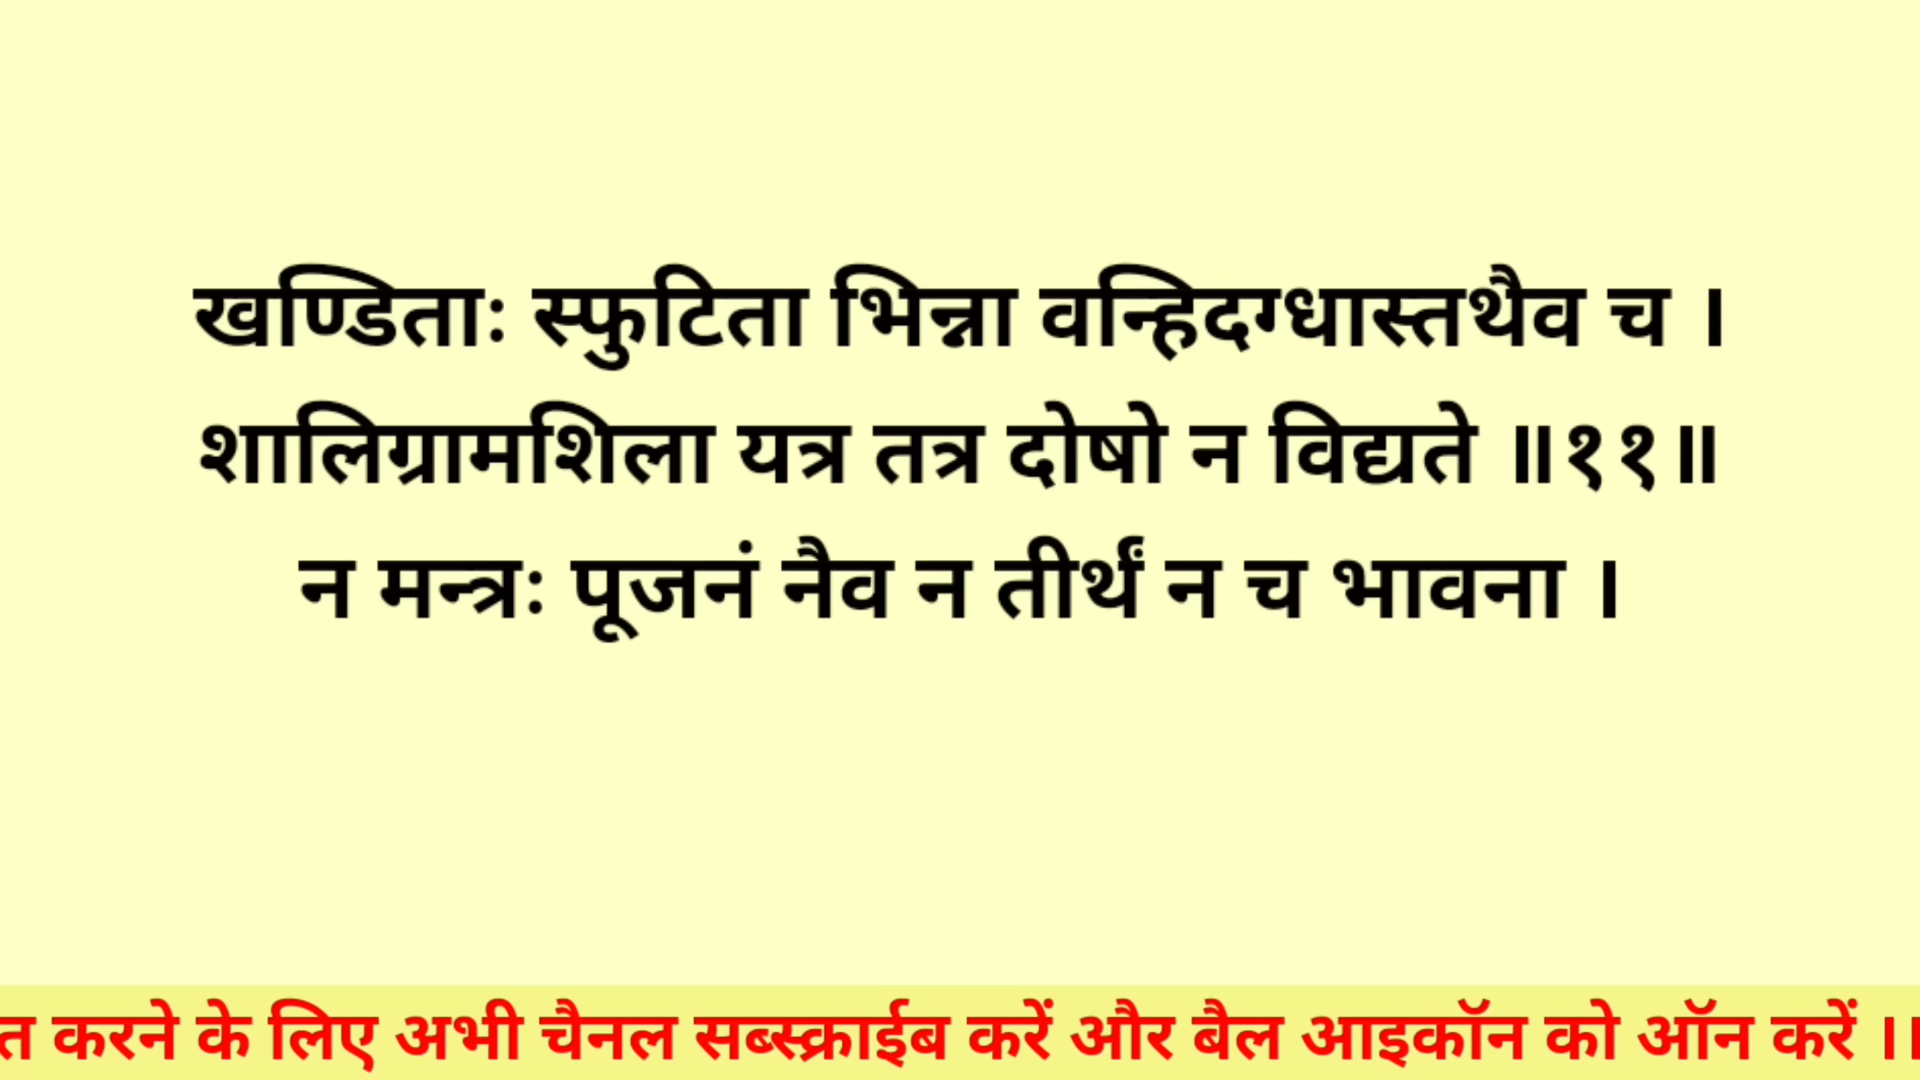 खण्डिताः स्फुटिता भिन्ना वन्हिदग्धास्तथैव च ।
शालिग्रामशिला यत्र तत्र दोषो न विद्यते ॥११॥
न मन्त्रः पूजनं नैव न तीर्थं न च भावना ।
करने के लिए अभी चैनल सब्स्क्राईब करें और बैल आइकॉन को ऑन करें ।।